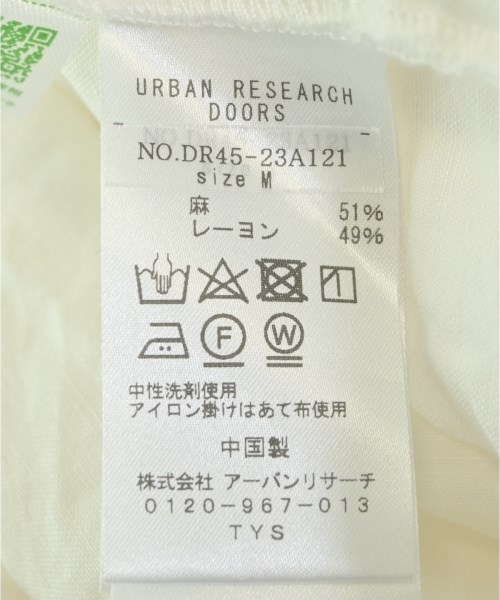 URBAN RESEARCH
DOORS
NO.DR45-23A121
size M
麻 51%
レーヨン 49%
F
W
中性洗剤使用
アイロン掛けはあて布使用
中国製
株式会社 アーバンリサーチ
0120-967-013
TYS